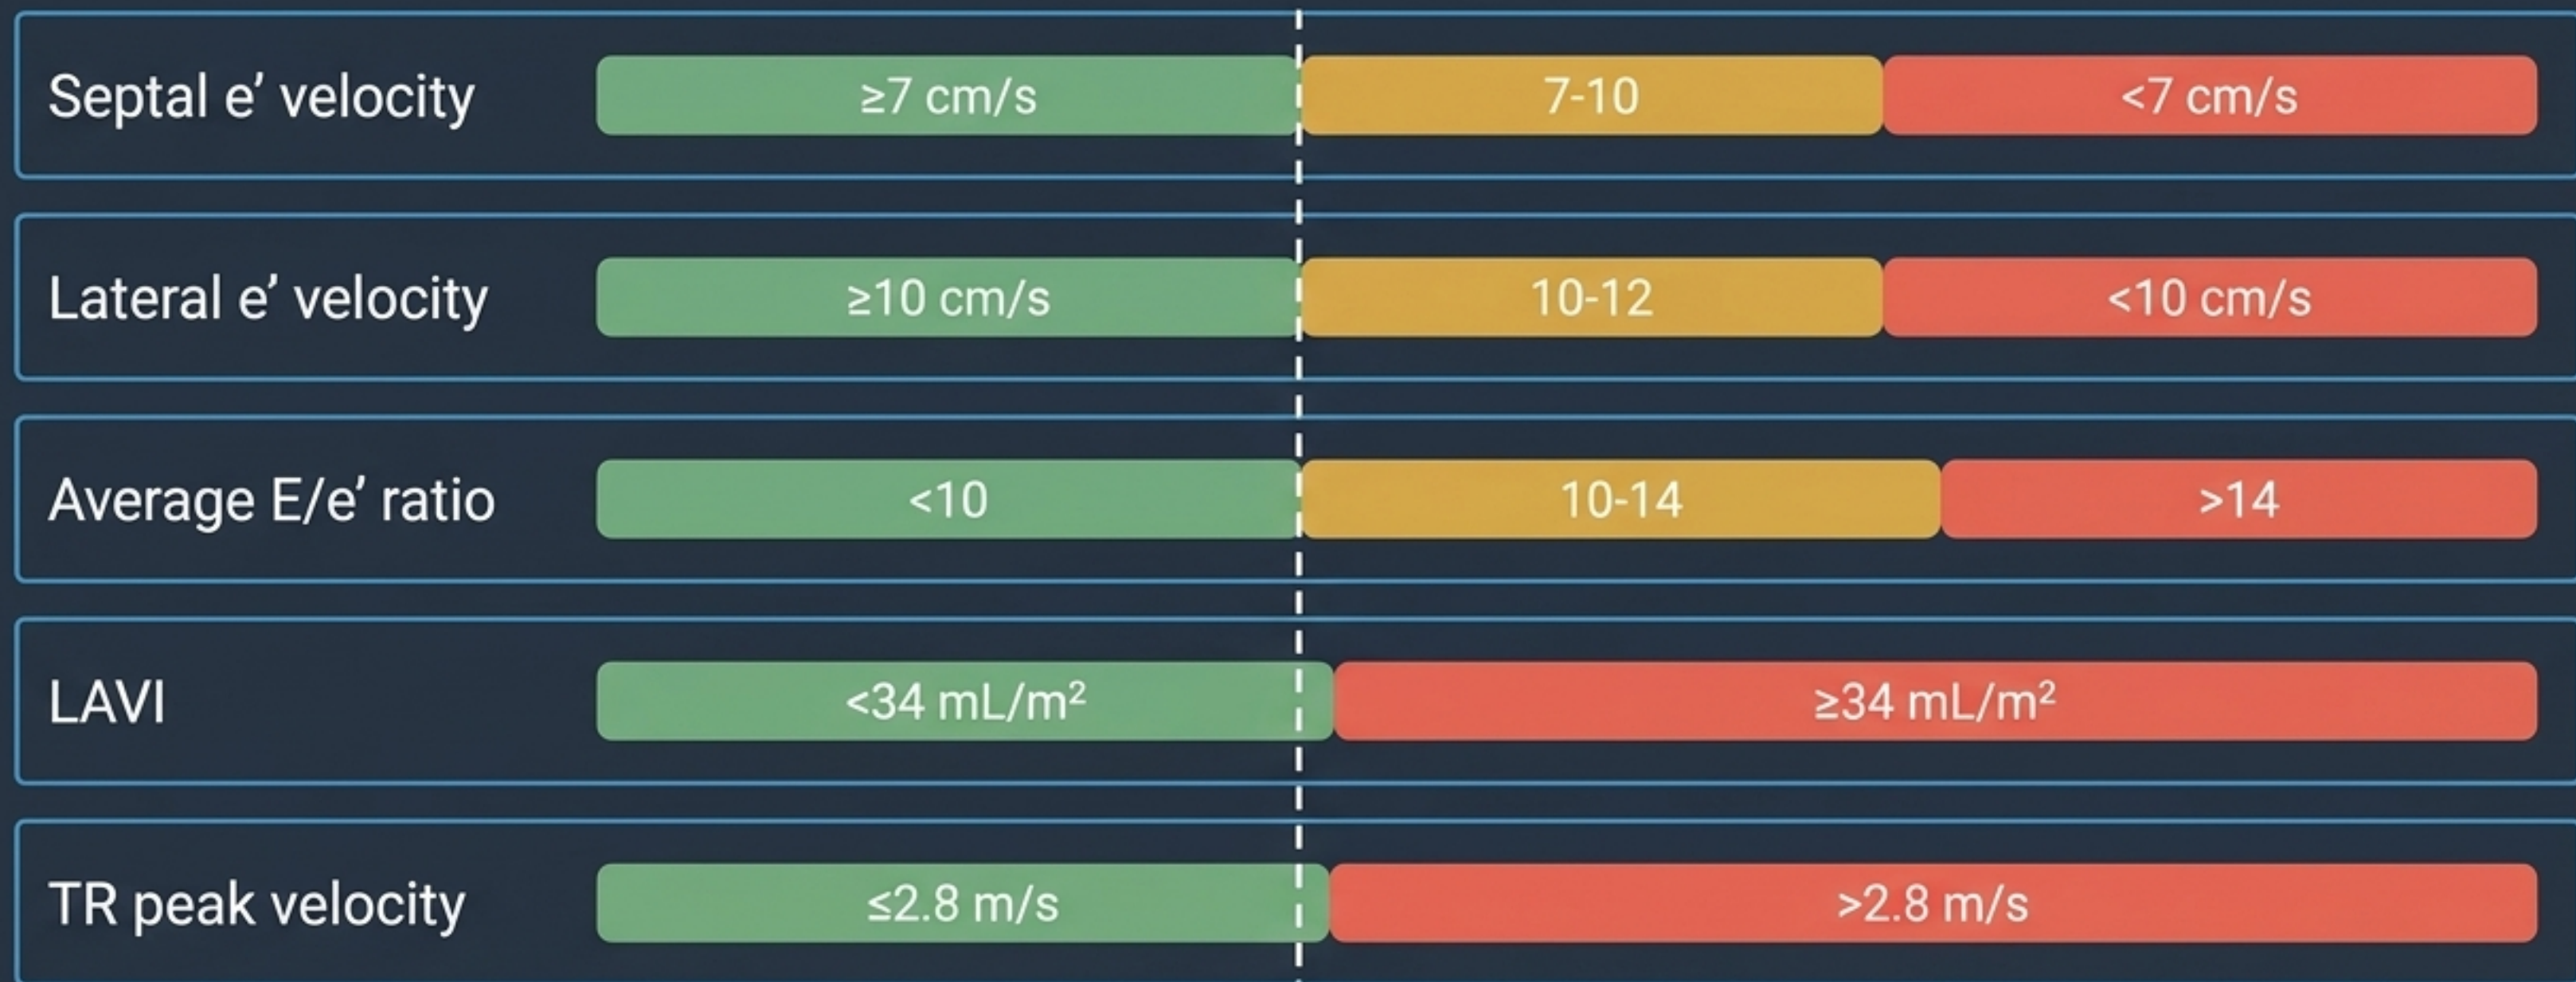 Septal e’ velocity ≥7 cm/s 7-10 <7 cm/s
Lateral e’ velocity ≥10 cm/s 10-12 <10 cm/s
Average E/e’ ratio <10 10-14 >14
LAVI <34 mL/m² ≥34 mL/m²
TR peak velocity ≤2.8 m/s >2.8 m/s